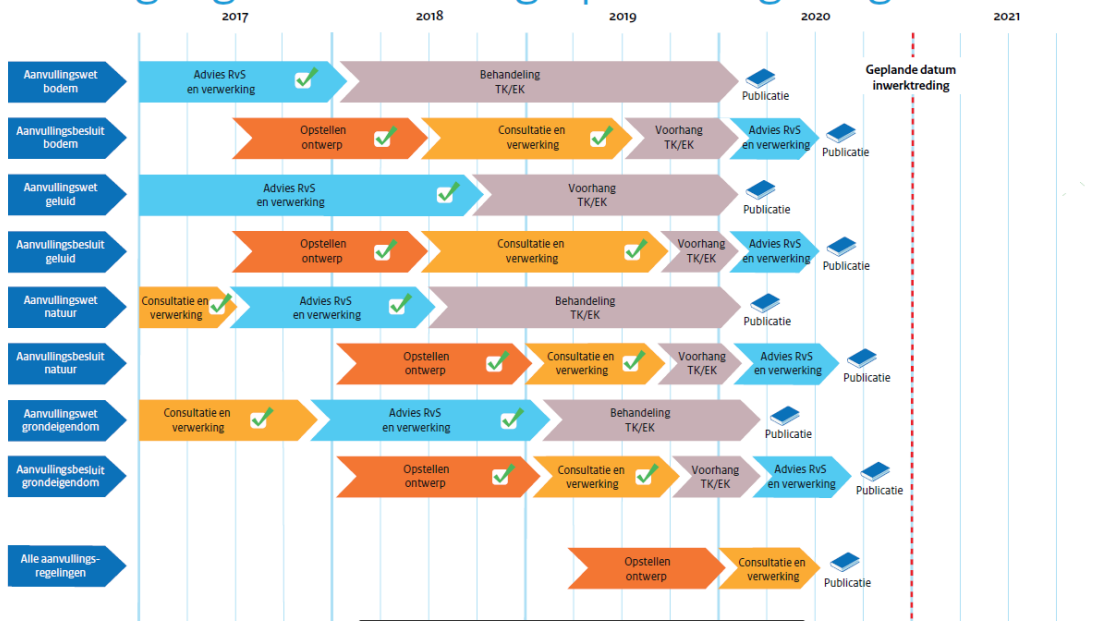 2017
2018
2019
2020
2021
Geplande datum
inwerktreding
Aanvullingswet
bodem
Advies RvS
en verwerking
Behandeling
TK/EK
Publicatie
Aanvullingsbesluit
bodem
Opstellen
ontwerp
Consultatie en
verwerking
Voorhang
TK/EK
Advies RvS
en verwerking
Publicatie
Aanvullingswet
geluid
Advies RvS
en verwerking
Voorhang
TK/EK
Publicatie
Aanvullingsbesluit
geluid
Opstellen
ontwerp
Consultatie en
verwerking
Voorhang
TK/EK
Advies RvS
en verwerking
Publicatie
Aanvullingswet
natuur
Consultatie en
verwerking
Advies RvS
en verwerking
Behandeling
TK/EK
Publicatie
Aanvullingsbesluit
natuur
Opstellen
ontwerp
Consultatie en
verwerking
Voorhang
TK/EK
Advies RvS
en verwerking
Publicatie
Aanvullingswet
grondeigendom
Consultatie en
verwerking
Advies RvS
en verwerking
Behandeling
TK/EK
Publicatie
Aanvullingsbesluit
grondeigendom
Opstellen
ontwerp
Consultatie en
verwerking
Voorhang
TK/EK
Advies RvS
en verwerking
Publicatie
Alle aanvullings-
regelingen
Opstellen
ontwerp
Consultatie en
verwerking
Publicatie